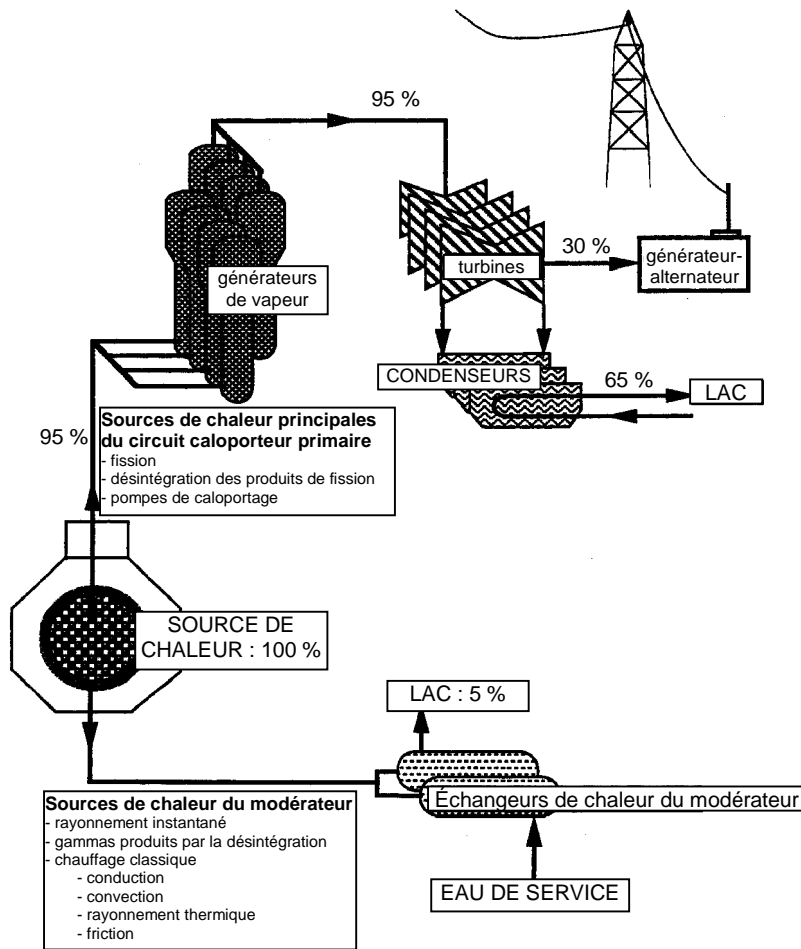 95 %
générateurs
de vapeur
turbines
30 %
générateur-
alternateur
CONDENSEURS
65 %
LAC
95 %
Sources de chaleur principales
du circuit caloporteur primaire
- fission
- désintégration des produits de fission
- pompes de caloportage
SOURCE DE
CHALEUR : 100 %
LAC : 5 %
Échangeurs de chaleur du modérateur
EAU DE SERVICE
Sources de chaleur du modérateur
- rayonnement instantané
- gammas produits par la désintégration
- chauffage classique
- conduction
- convection
- rayonnement thermique
- friction